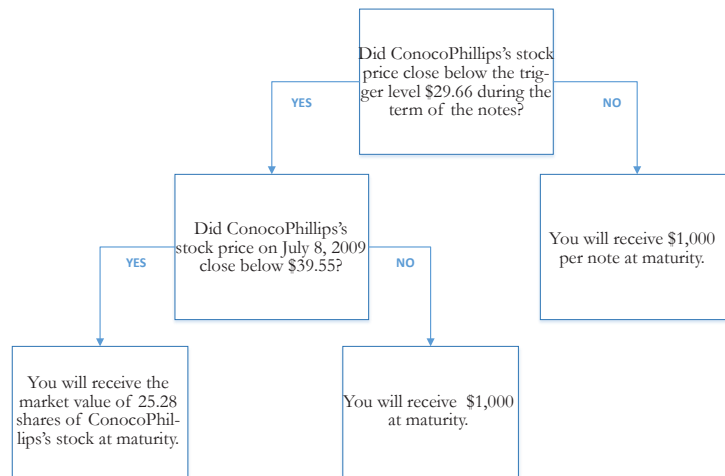 Did ConocoPhillips's stock
price close below the trig-
ger level $29.66 during the
term of the notes?
YES
NO
Did ConocoPhillips's
stock price on July 8, 2009
close below $39.55?
You will receive $1,000
per note at maturity.
YES
NO
You will receive the
market value of 25.28
shares of ConocoPhil-
lips's stock at maturity.
You will receive $1,000
at maturity.